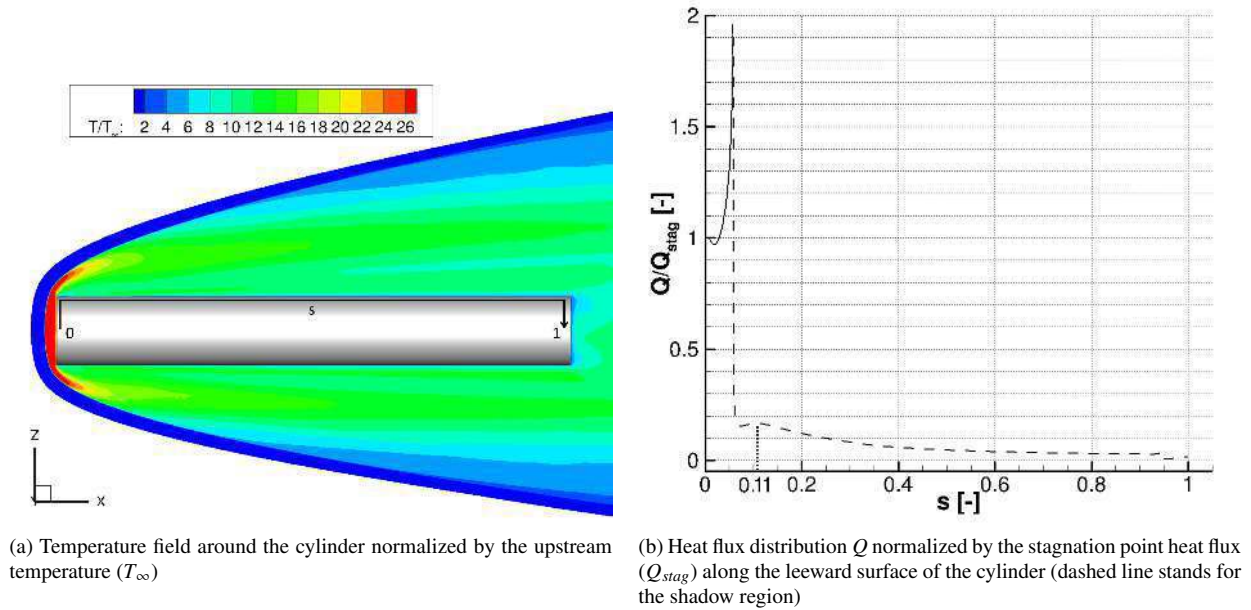 T/T∞: 2 4 6 8 10 12 14 16 18 20 22 24 26
s
0 1
Z
X
Y
2
1.5
1
0.5
0
Q/Qstag [-]
0 0.11 0.2 0.4 0.6 0.8 1
s [-]
(a) Temperature field around the cylinder normalized by the upstream
temperature (T∞)
(b) Heat flux distribution Q normalized by the stagnation point heat flux
(Qstag) along the leeward surface of the cylinder (dashed line stands for
the shadow region)